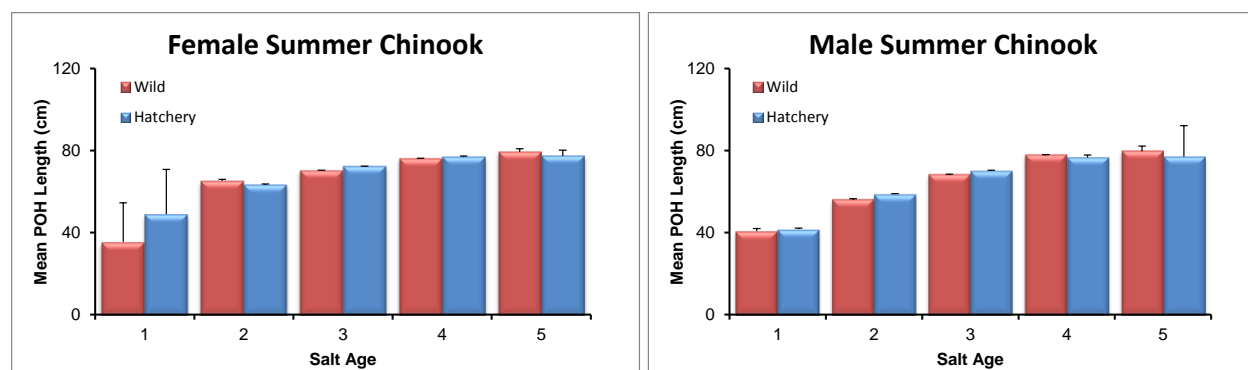 Female Summer Chinook
120
80
40
0
Mean POH Length (cm)
Wild
Hatchery
1 2 3 4 5
Salt Age
Male Summer Chinook
120
80
40
0
Mean POH Length (cm)
Wild
Hatchery
1 2 3 4 5
Salt Age